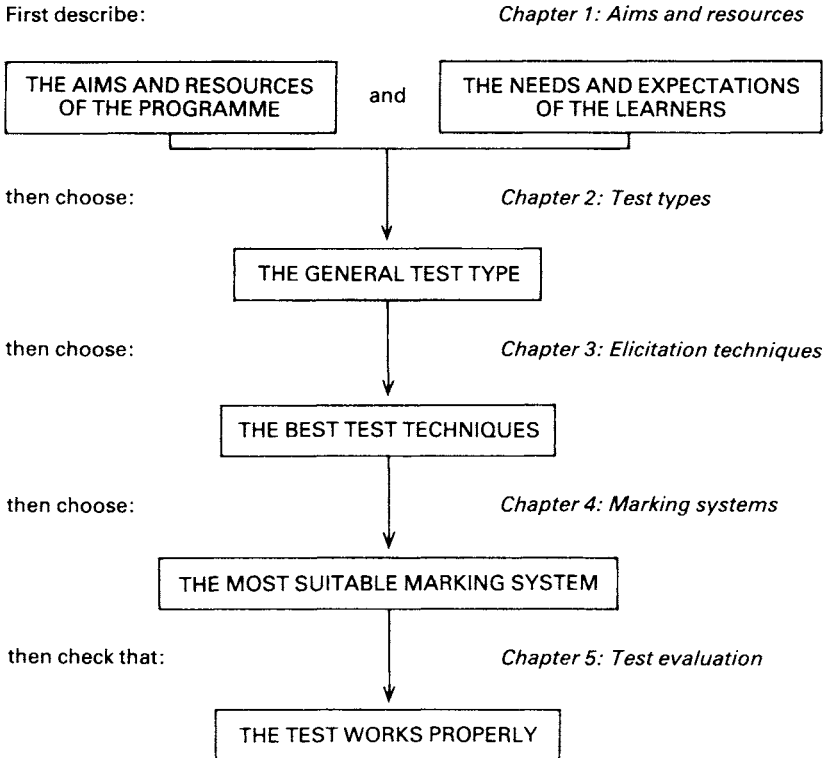 First describe:
Chapter 1: Aims and resources
THE AIMS AND RESOURCES
OF THE PROGRAMME
and
THE NEEDS AND EXPECTATIONS
OF THE LEARNERS
then choose:
Chapter 2: Test types
THE GENERAL TEST TYPE
then choose:
Chapter 3: Elicitation techniques
THE BEST TEST TECHNIQUES
then choose:
Chapter 4: Marking systems
THE MOST SUITABLE MARKING SYSTEM
then check that:
Chapter 5: Test evaluation
THE TEST WORKS PROPERLY